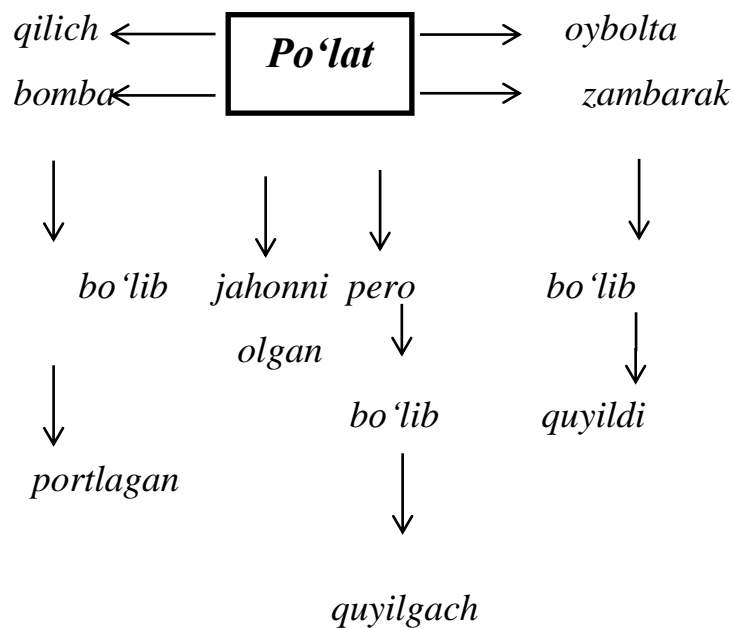 qilich Po‘lat oybolta
bomba zambarak
bo‘lib jahonni pero bo‘lib
olgan
bo‘lib quyildi
portlagan
quyilgach